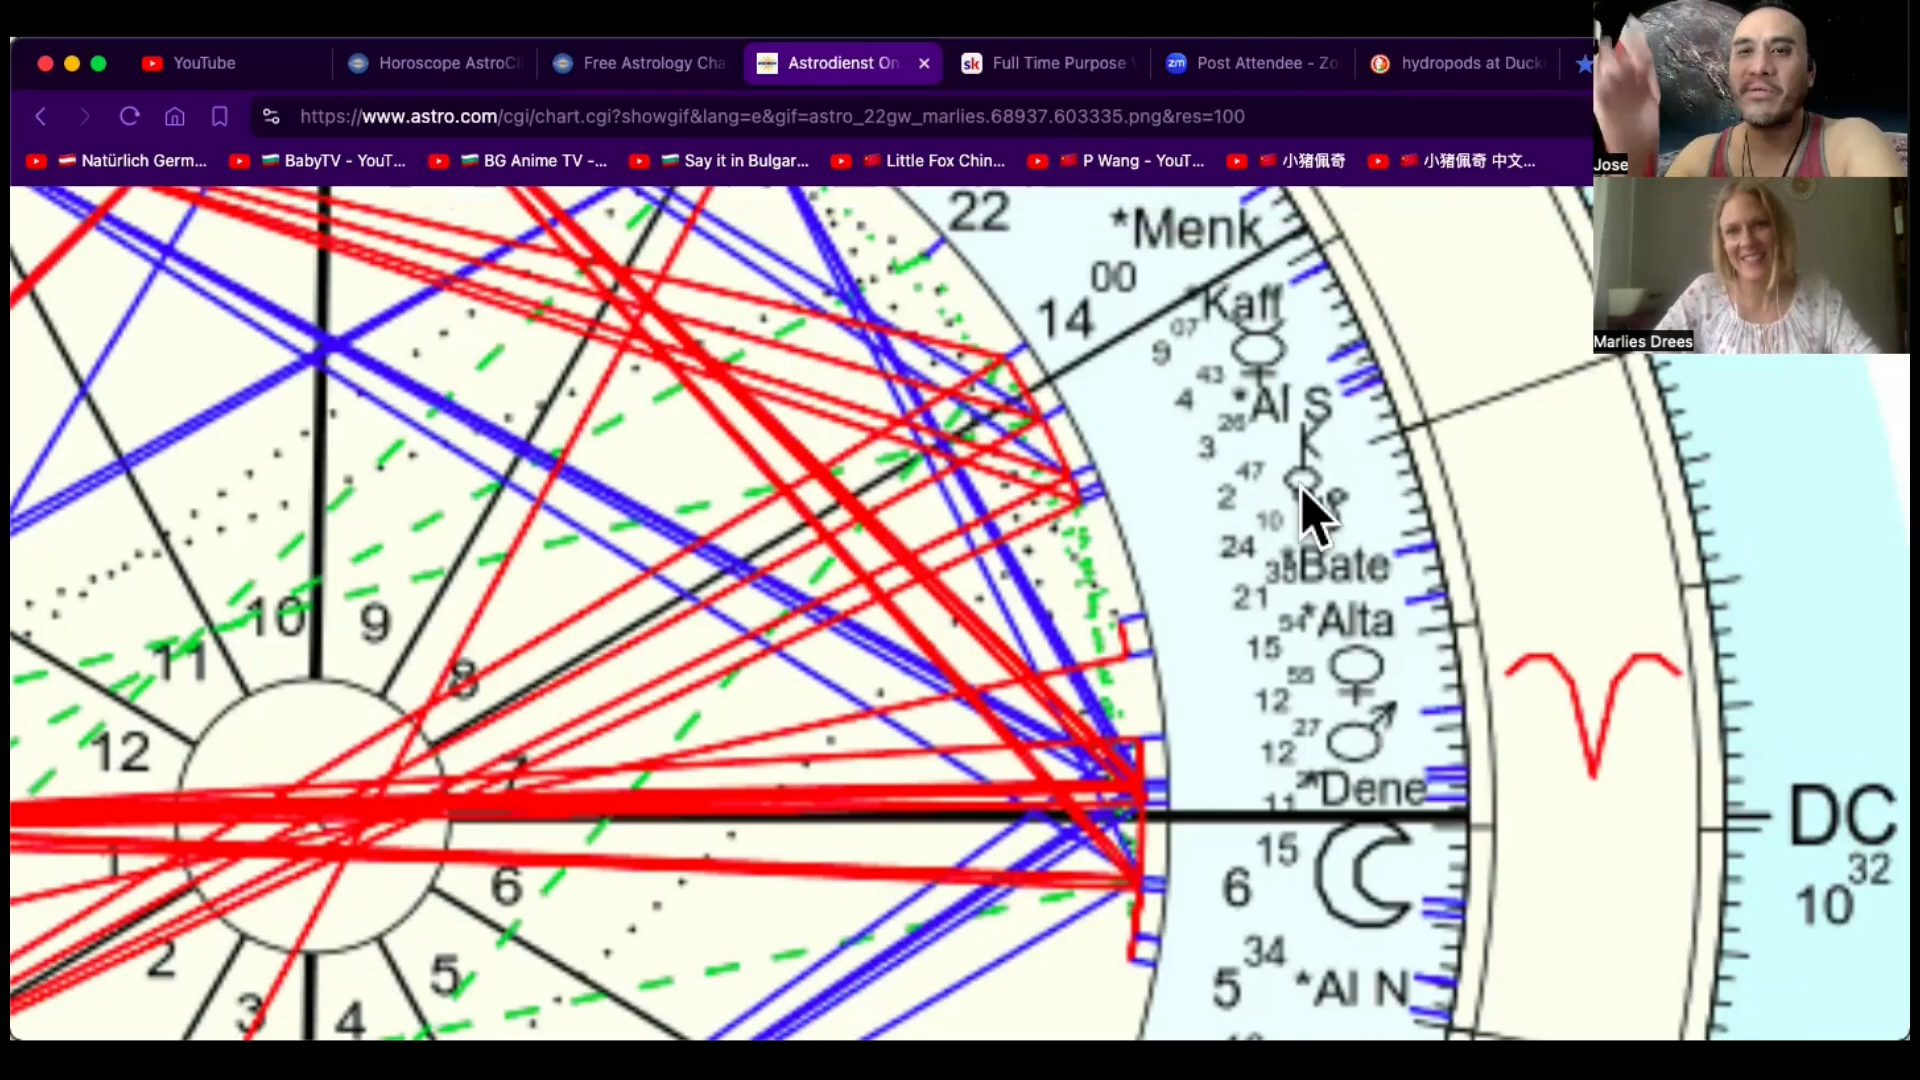 YouTube
Horoscope AstroCli
Free Astrology Cha
Astrodienst On
Full Time Purpose
Post Attendee - Zo
hydropods at Duck
https://www.astro.com/cgi/chart.cgi?showgif&lang=e&gif=astro_22gw_marlies.68937.603335.png&res=100
Natürlich Germ...
BabyTV - YouT...
BG Anime TV -...
Say it in Bulgar...
Little Fox Chin...
P Wang - YouT...
小猪佩奇
小猪佩奇 中文...
Jose
Marlies Drees
22
*Menk
00
14
*Kaff
07
9
43
4
*Al S
26
3
47
2
e
10
24
*Bate
21
54
*Alta
15
55
12
27
12
*Dene
11
15
6
34
5
*Al N
DC
32
10
10
9
11
8
12
7
1
6
2
5
3
4